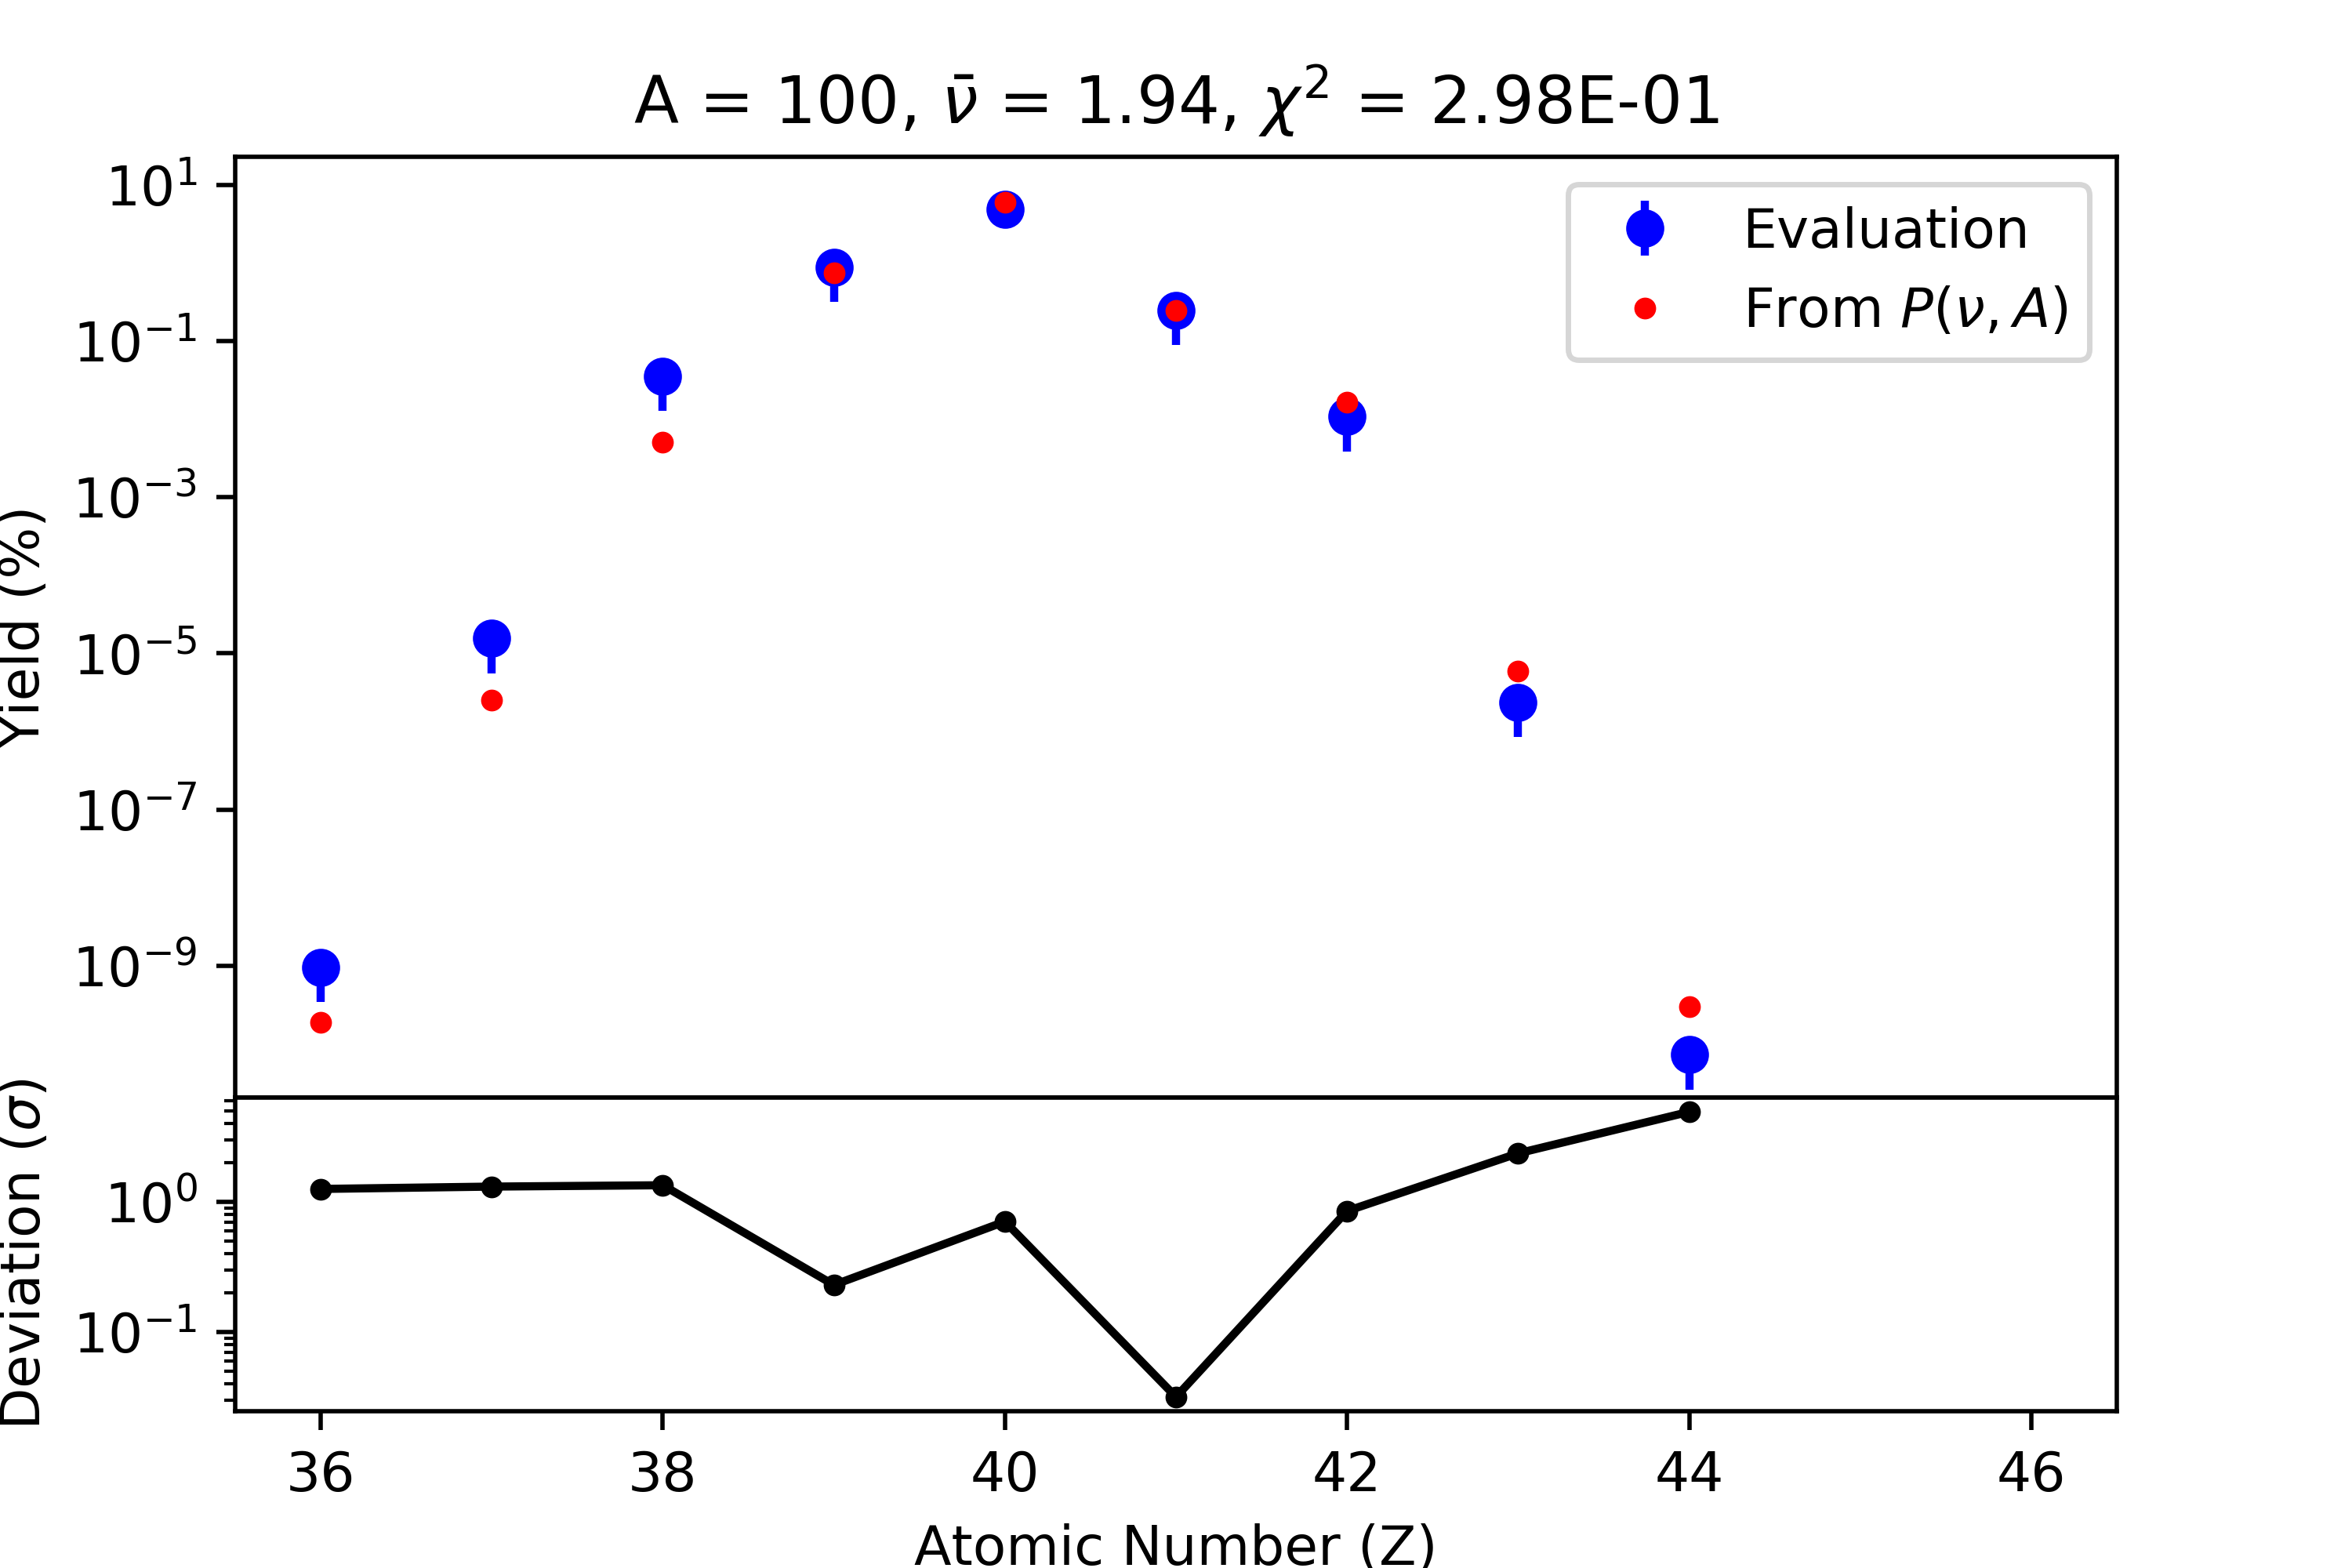 A = 100, ν̄ = 1.94, χ² = 2.98E-01
Evaluation
From P(ν, A)
Yield (%)
10¹
10⁻¹
10⁻³
10⁻⁵
10⁻⁷
10⁻⁹
Deviation (σ)
10⁰
10⁻¹
36 38 40 42 44 46
Atomic Number (Z)